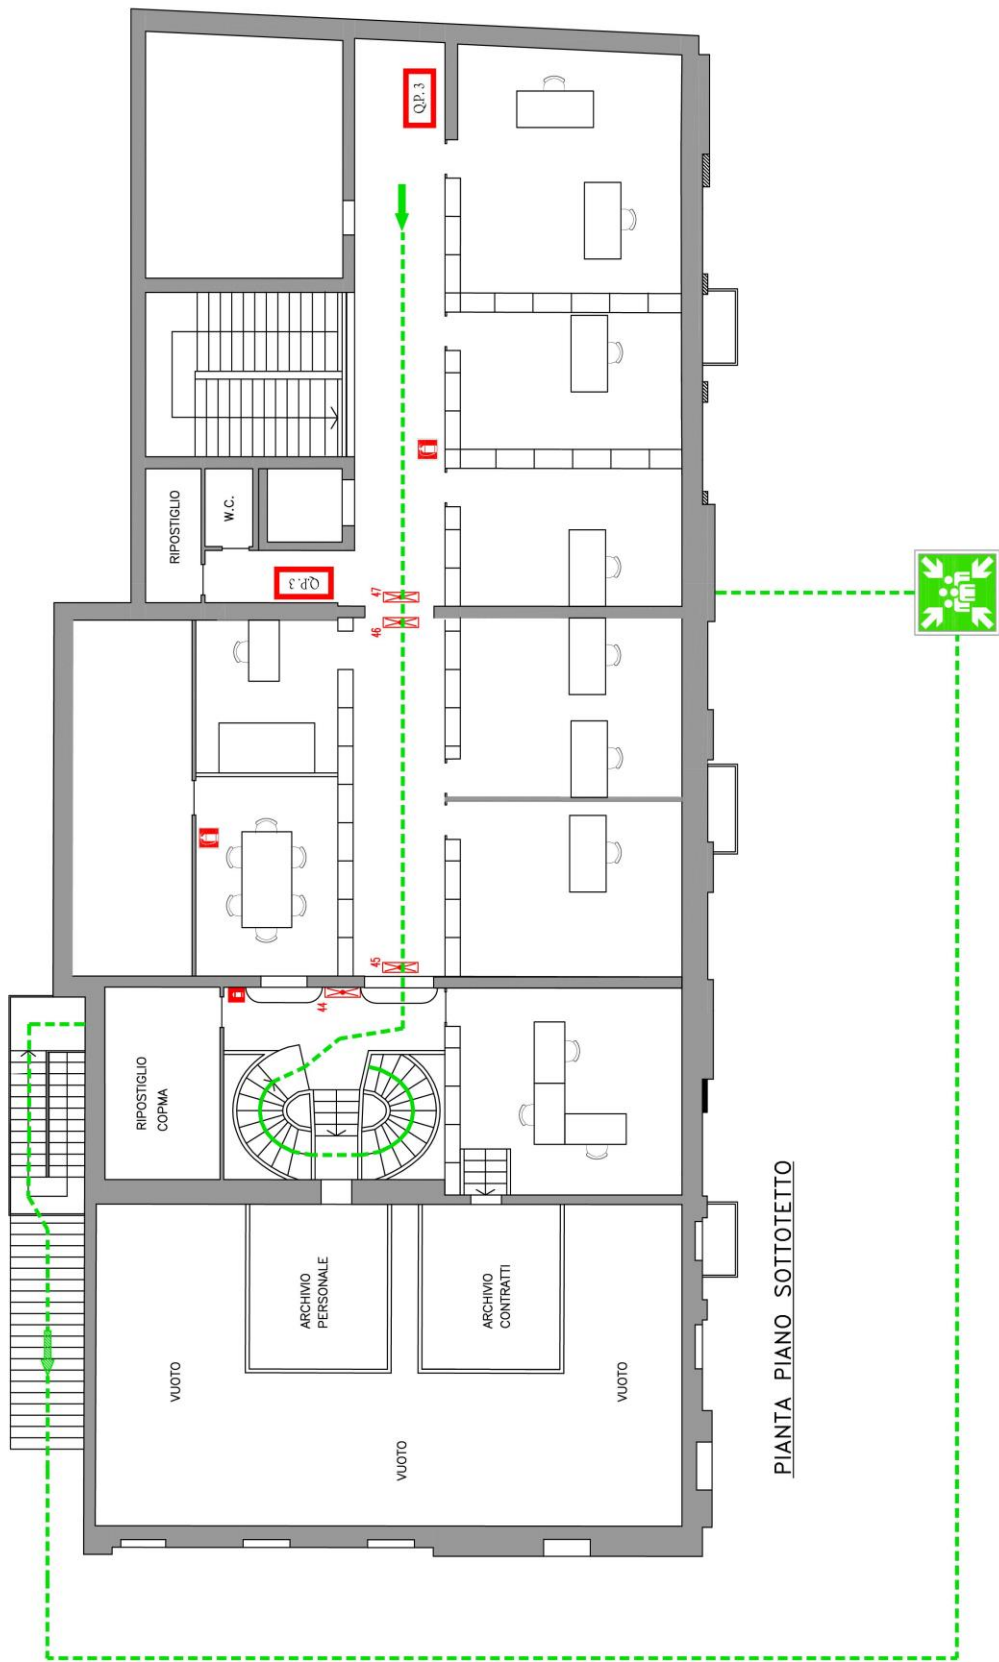 Q.P. 3
RIPOSTIGLIO
W.C.
Q.P. 3
47
46
45
44
RIPOSTIGLIO
COPMA
ARCHIVIO
PERSONALE
ARCHIVIO
CONTRATTI
VUOTO
VUOTO
VUOTO
PIANTA PIANO SOTTOTETTO